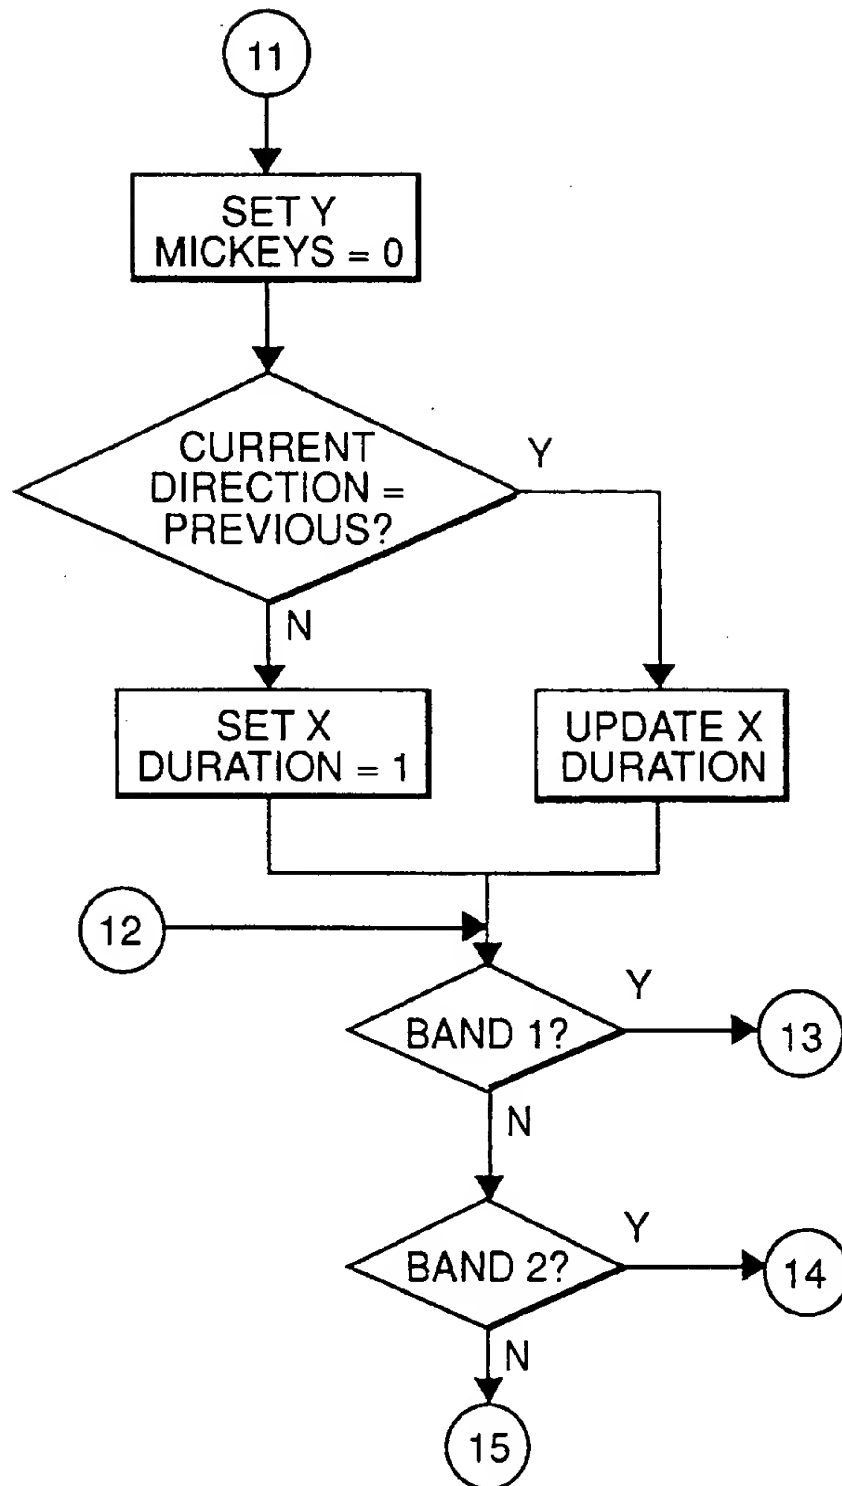 11
SET Y
MICKEYS = 0
CURRENT
DIRECTION =
PREVIOUS?
Y
N
SET X
DURATION = 1
UPDATE X
DURATION
12
BAND 1?
Y
13
N
BAND 2?
Y
14
N
15